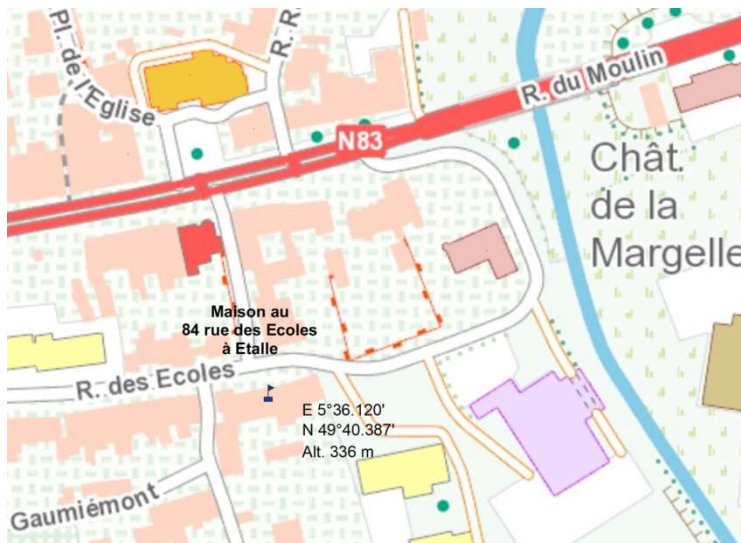 Pl. de l'Eglise
R. R
N83
R. du Moulin
Chât.
de la
Margelle
Maison au
84 rue des Ecoles
à Etalle
R. des Ecoles
E 5°36.120'
N 49°40.387'
Alt. 336 m
Gaumiémont